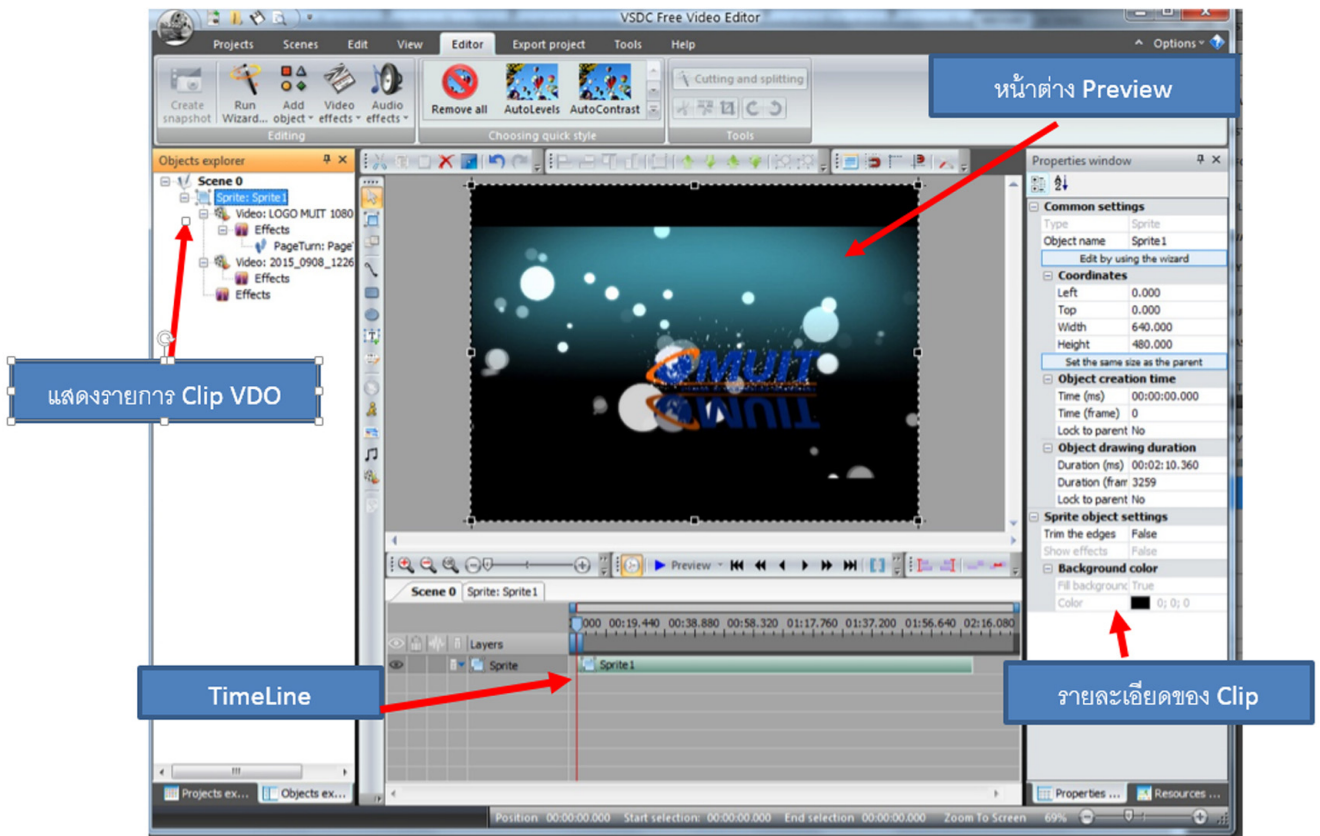 VSDC Free Video Editor
Projects Scenes Edit View Editor Export project Tools Help Options
Create snapshot
Run Wizard...
Add object
Video effects
Audio effects
Editing
Remove all
AutoLevels
AutoContrast
Choosing quick style
Cutting and splitting
Tools
หน้าต่าง Preview
Objects explorer
Scene 0
Sprite: Sprite1
Video: LOGO MUIT 1080
Effects
PageTurn: Page
Video: 2015_0908_1226
Effects
Effects
แสดงรายการ Clip VDO
MUIT
Properties window
Common settings
Type Sprite
Object name Sprite1
Edit by using the wizard
Coordinates
Left 0.000
Top 0.000
Width 640.000
Height 480.000
Set the same size as the parent
Object creation time
Time (ms) 00:00:00.000
Time (frame) 0
Lock to parent No
Object drawing duration
Duration (ms) 00:02:10.360
Duration (fram 3259
Lock to parent No
Sprite object settings
Trim the edges False
Show effects False
Background color
Fill backgroun True
Color 0; 0; 0
Preview
Scene 0 Sprite: Sprite1
000 00:19.440 00:38.880 00:58.320 01:17.760 01:37.200 01:56.640 02:16.080
Layers
Sprite Sprite1
TimeLine
รายละเอียดของ Clip
Projects ex... Objects ex...
Properties ... Resources ...
Position 00:00:00.000 Start selection: 00:00:00.000 End selection 00:00:00.000 Zoom To Screen 69%